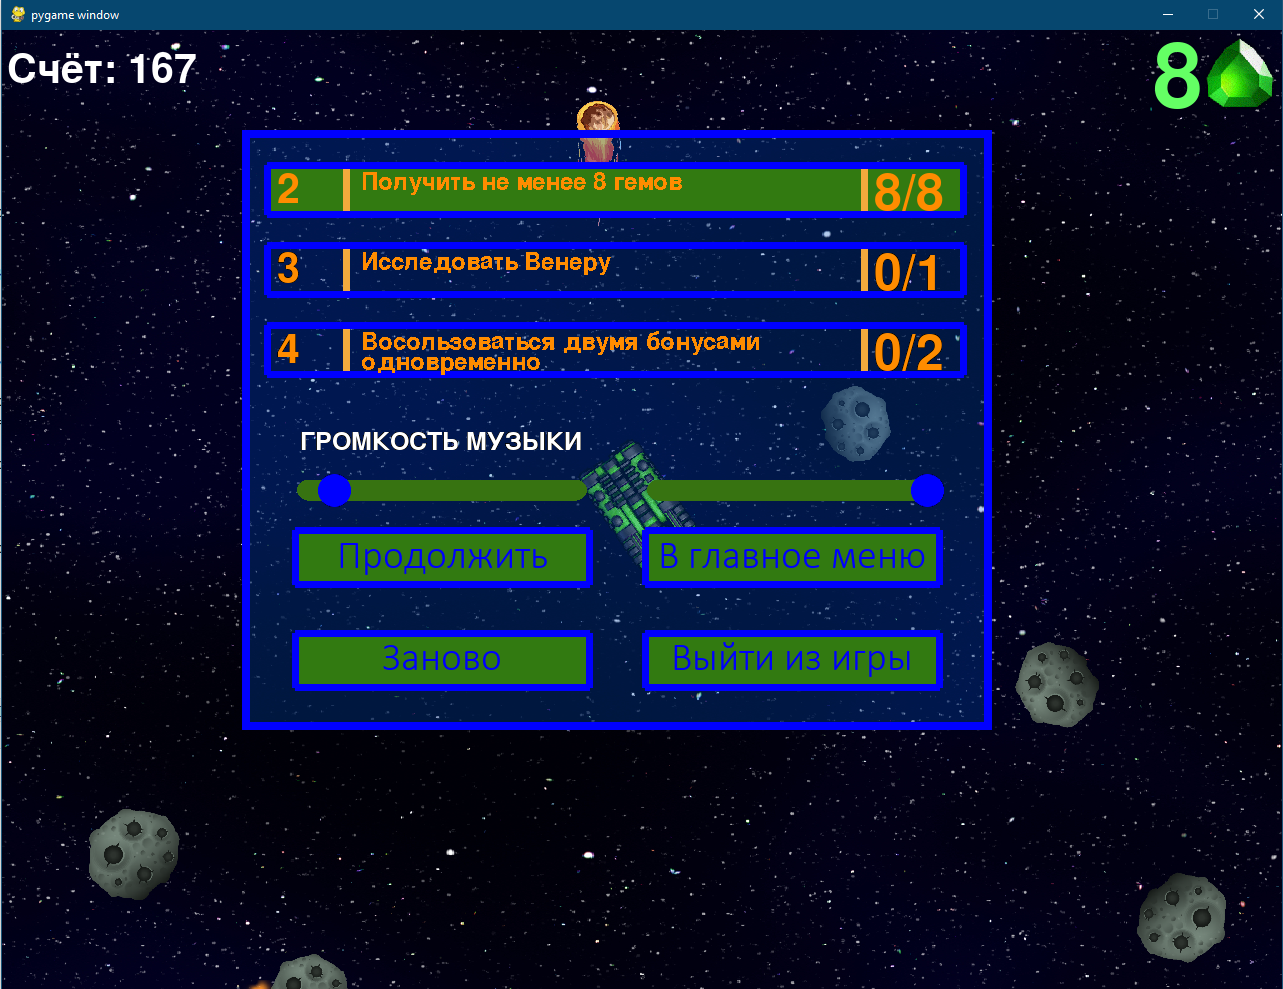 pygame window
Счёт: 167
8
2 Получить не менее 8 гемов 8/8
3 Исследовать Венеру 0/1
4 Восользоваться двумя бонусами 0/2
одновременно
ГРОМКОСТЬ МУЗЫКИ
Продолжить В главное меню
Заново Выйти из игры